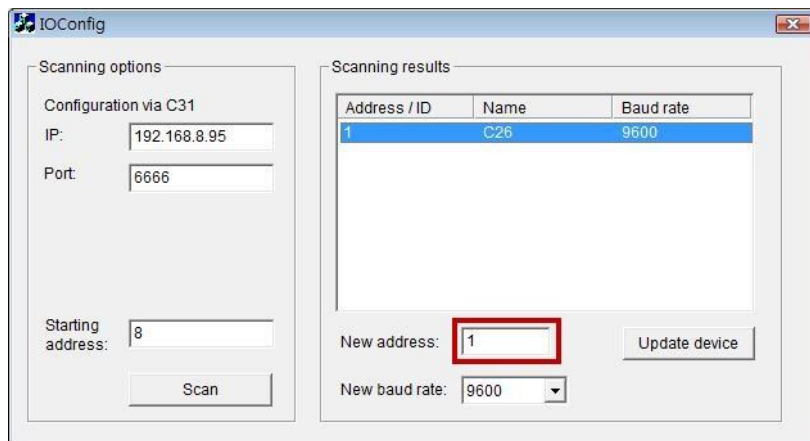 IOConfig
Scanning options
Configuration via C31
IP: 192.168.8.95
Port: 6666
Starting address: 8
Scan
Scanning results
Address / ID Name Baud rate
1 C26 9600
New address: 1 Update device
New baud rate: 9600